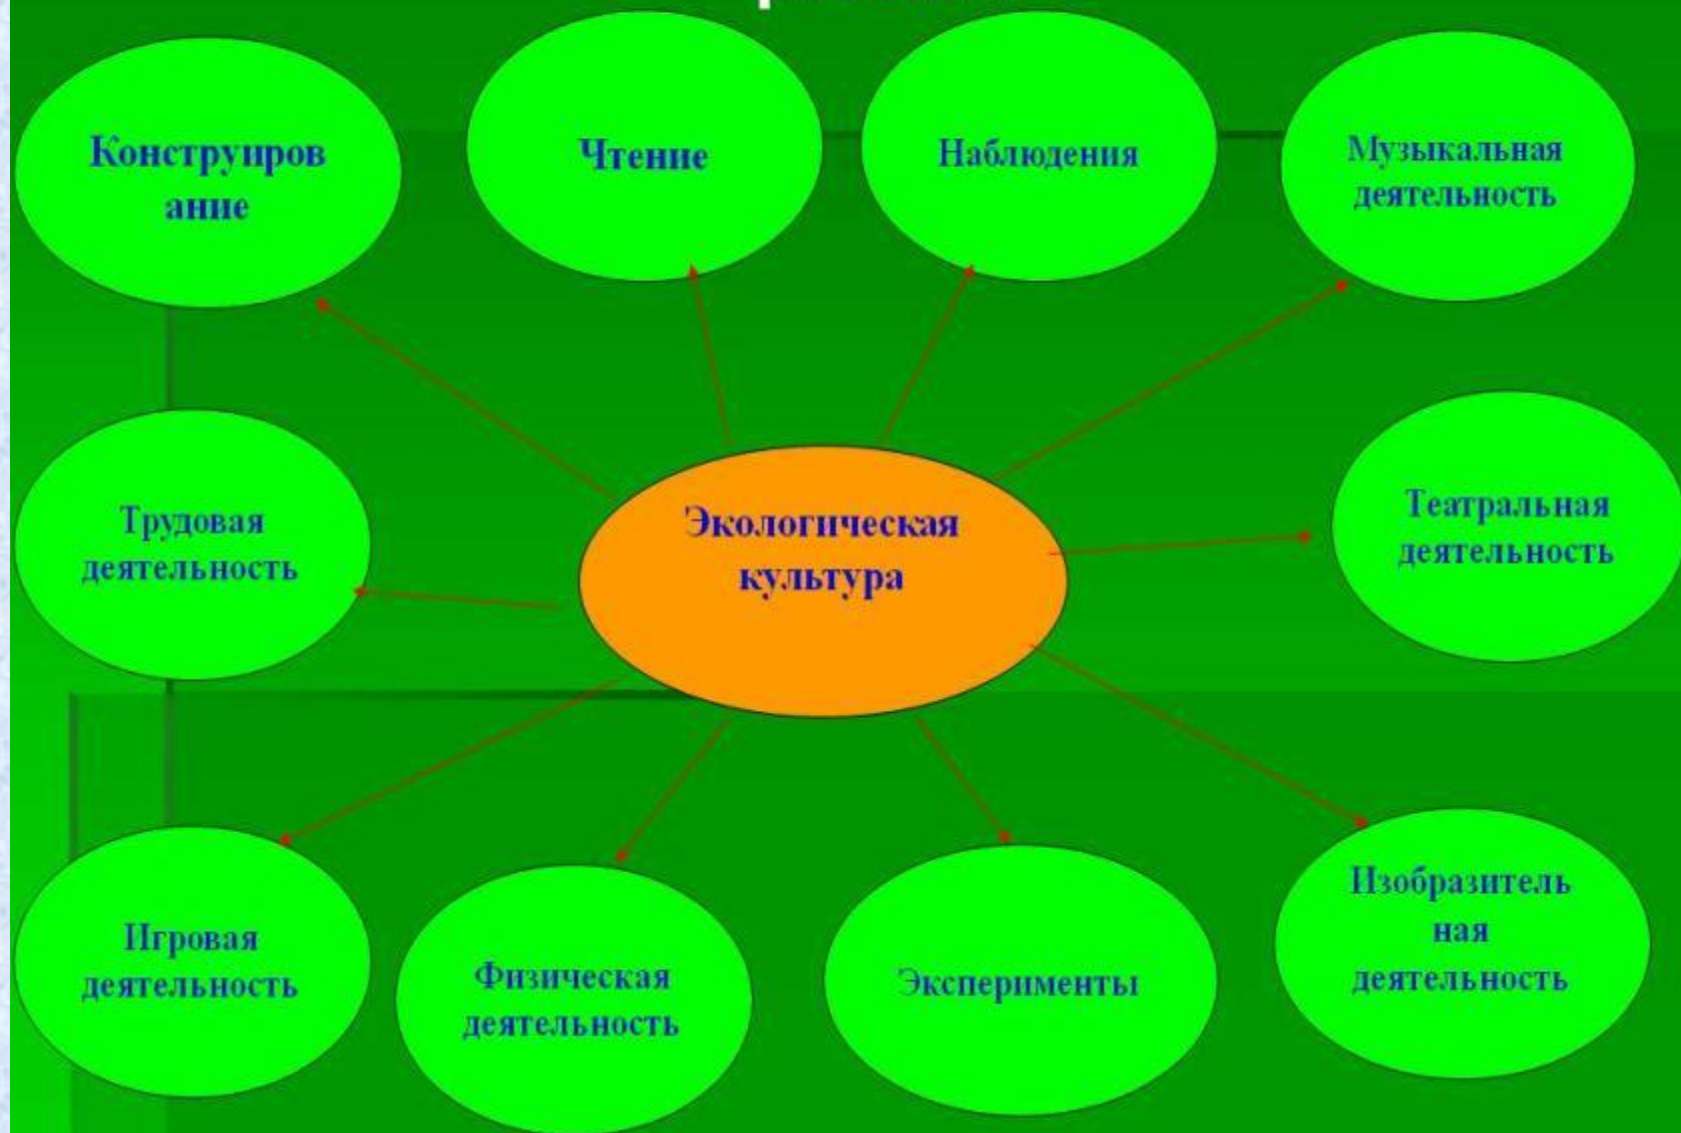 Конструиров
ание
Чтение
Наблюдения
Музыкальная
деятельность
Трудовая
деятельность
Экологическая
культура
Театральная
деятельность
Игровая
деятельность
Физическая
деятельность
Эксперименты
Изобразитель
ная
деятельность